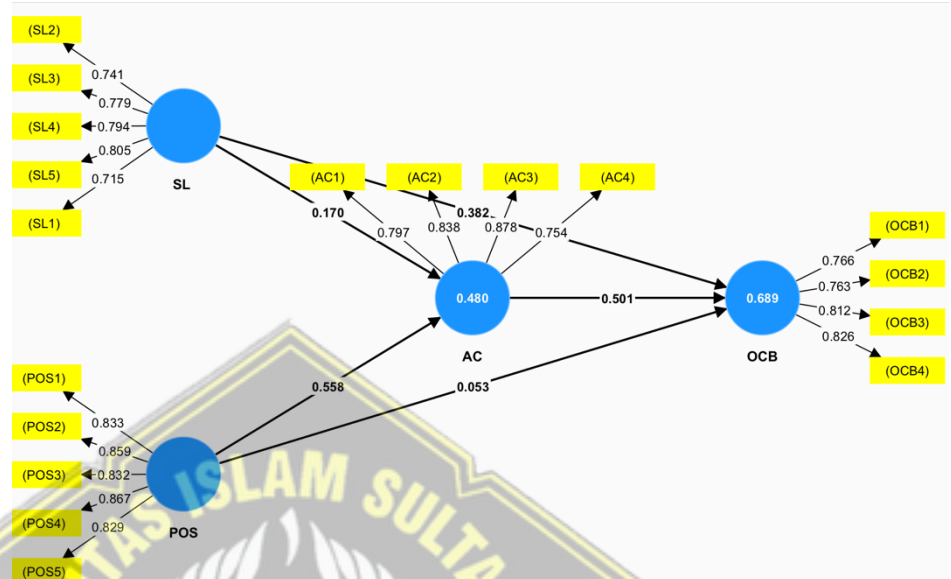 (SL2)
(SL3)
(SL4)
(SL5)
(SL1)
0.741
0.779
0.794
0.805
0.715
SL
(AC1)
(AC2)
(AC3)
(AC4)
0.170
0.797
0.838
0.382
0.878
0.754
0.480
AC
0.501
0.689
OCB
(OCB1)
(OCB2)
(OCB3)
(OCB4)
0.766
0.763
0.812
0.826
0.558
0.053
(POS1)
(POS2)
(POS3)
(POS4)
(POS5)
0.833
0.859
0.832
0.867
0.829
POS
TAS ISLAM SULTA